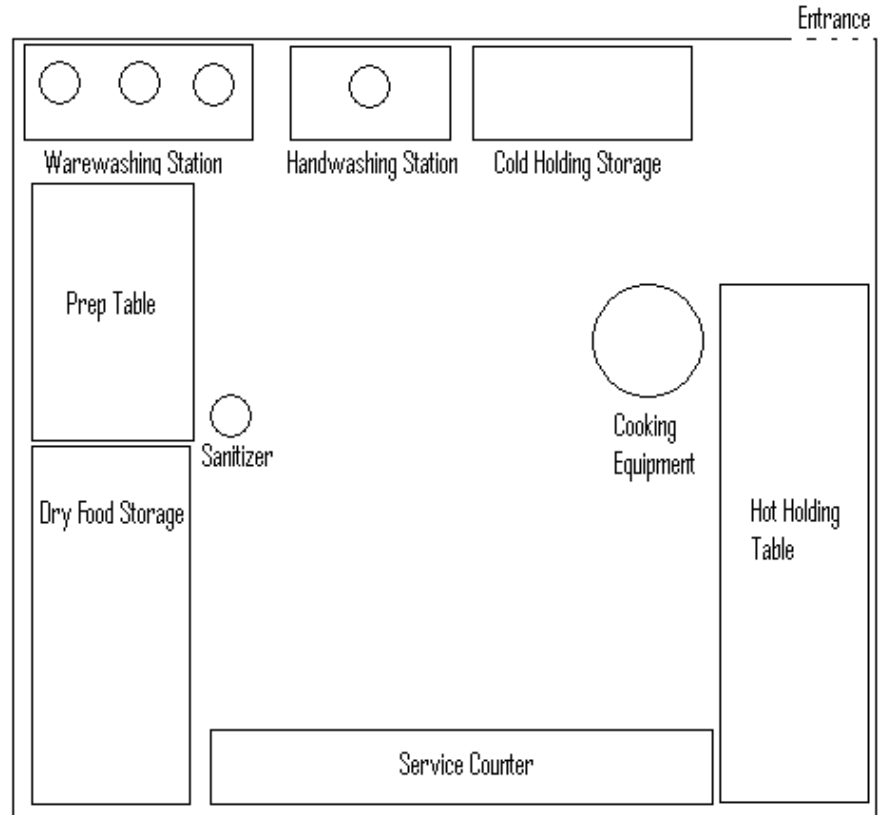 Entrance
Warewashing Station
Handwashing Station
Cold Holding Storage
Prep Table
Sanitizer
Cooking
Equipment
Dry Food Storage
Hot Holding
Table
Service Counter